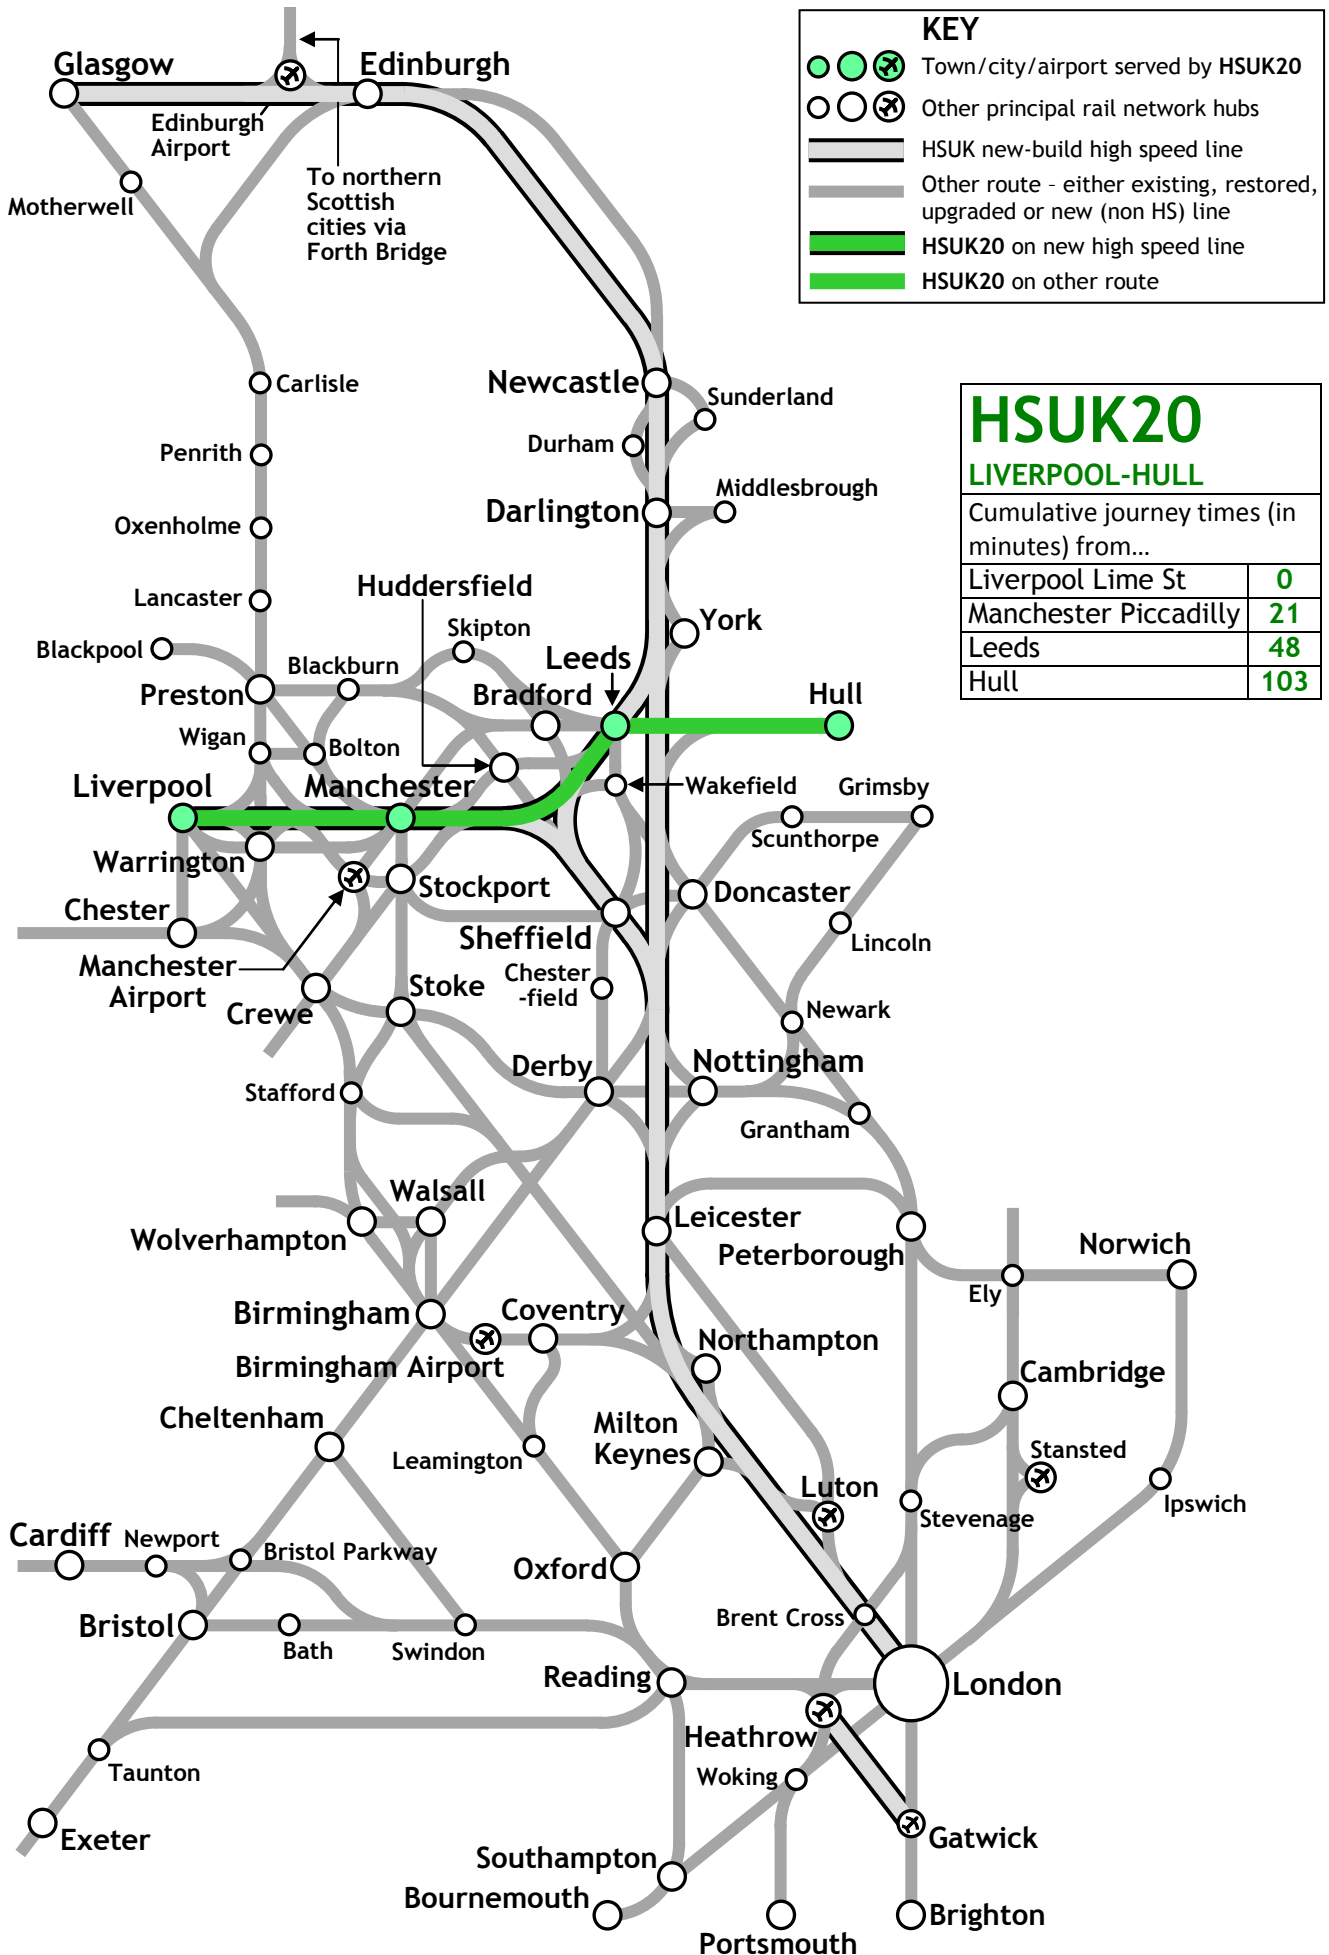 KEY
Town/city/airport served by HSUK20
Other principal rail network hubs
HSUK new-build high speed line
Other route – either existing, restored,
upgraded or new (non HS) line
HSUK20 on new high speed line
HSUK20 on other route
Glasgow
Edinburgh
Edinburgh
Airport
To northern
Scottish
cities via
Forth Bridge
Motherwell
Carlisle
Newcastle
Sunderland
Durham
Penrith
Darlington
Middlesbrough
Oxenholme
HSUK20
LIVERPOOL-HULL
Cumulative journey times (in
minutes) from…
Liverpool Lime St 0
Manchester Piccadilly 21
Leeds 48
Hull 103
Huddersfield
Lancaster
York
Skipton
Blackpool
Blackburn
Leeds
Preston
Bradford
Hull
Wigan
Bolton
Liverpool
Manchester
Wakefield
Grimsby
Scunthorpe
Warrington
Stockport
Doncaster
Chester
Sheffield
Lincoln
Manchester
Airport
Chester
-field
Crewe
Stoke
Newark
Derby
Nottingham
Stafford
Grantham
Walsall
Wolverhampton
Leicester
Peterborough
Norwich
Ely
Birmingham
Coventry
Birmingham Airport
Northampton
Cambridge
Cheltenham
Milton
Keynes
Leamington
Stansted
Luton
Stevenage
Ipswich
Cardiff
Newport
Bristol Parkway
Oxford
Bristol
Bath
Swindon
Brent Cross
Reading
London
Heathrow
Woking
Taunton
Exeter
Gatwick
Southampton
Bournemouth
Portsmouth
Brighton